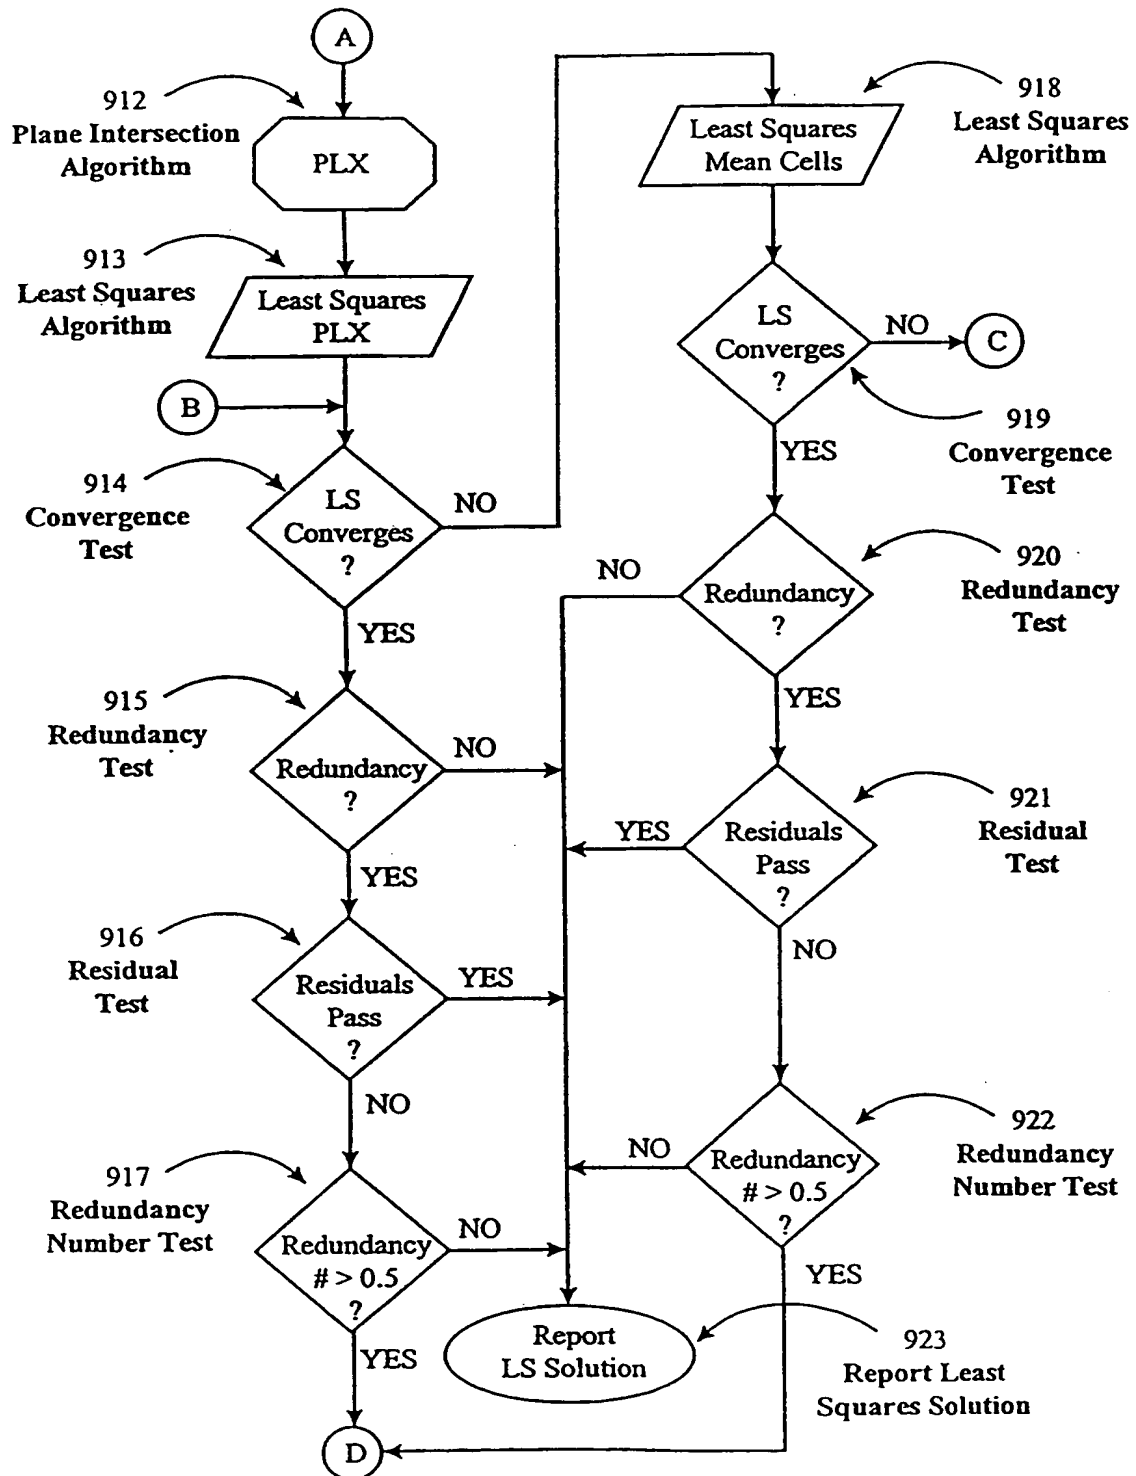 A
912
Plane Intersection
Algorithm
PLX
913
Least Squares
Algorithm
Least Squares
PLX
B
914
Convergence
Test
LS
Converges
?
NO
YES
915
Redundancy
Test
Redundancy
?
NO
YES
916
Residual
Test
Residuals
Pass
?
YES
NO
917
Redundancy
Number Test
Redundancy
# > 0.5
?
NO
YES
D
918
Least Squares
Algorithm
Least Squares
Mean Cells
LS
Converges
?
NO
C
919
Convergence
Test
YES
920
Redundancy
Test
Redundancy
?
NO
YES
921
Residual
Test
Residuals
Pass
?
YES
NO
922
Redundancy
Number Test
Redundancy
# > 0.5
?
NO
YES
Report
LS Solution
923
Report Least
Squares Solution